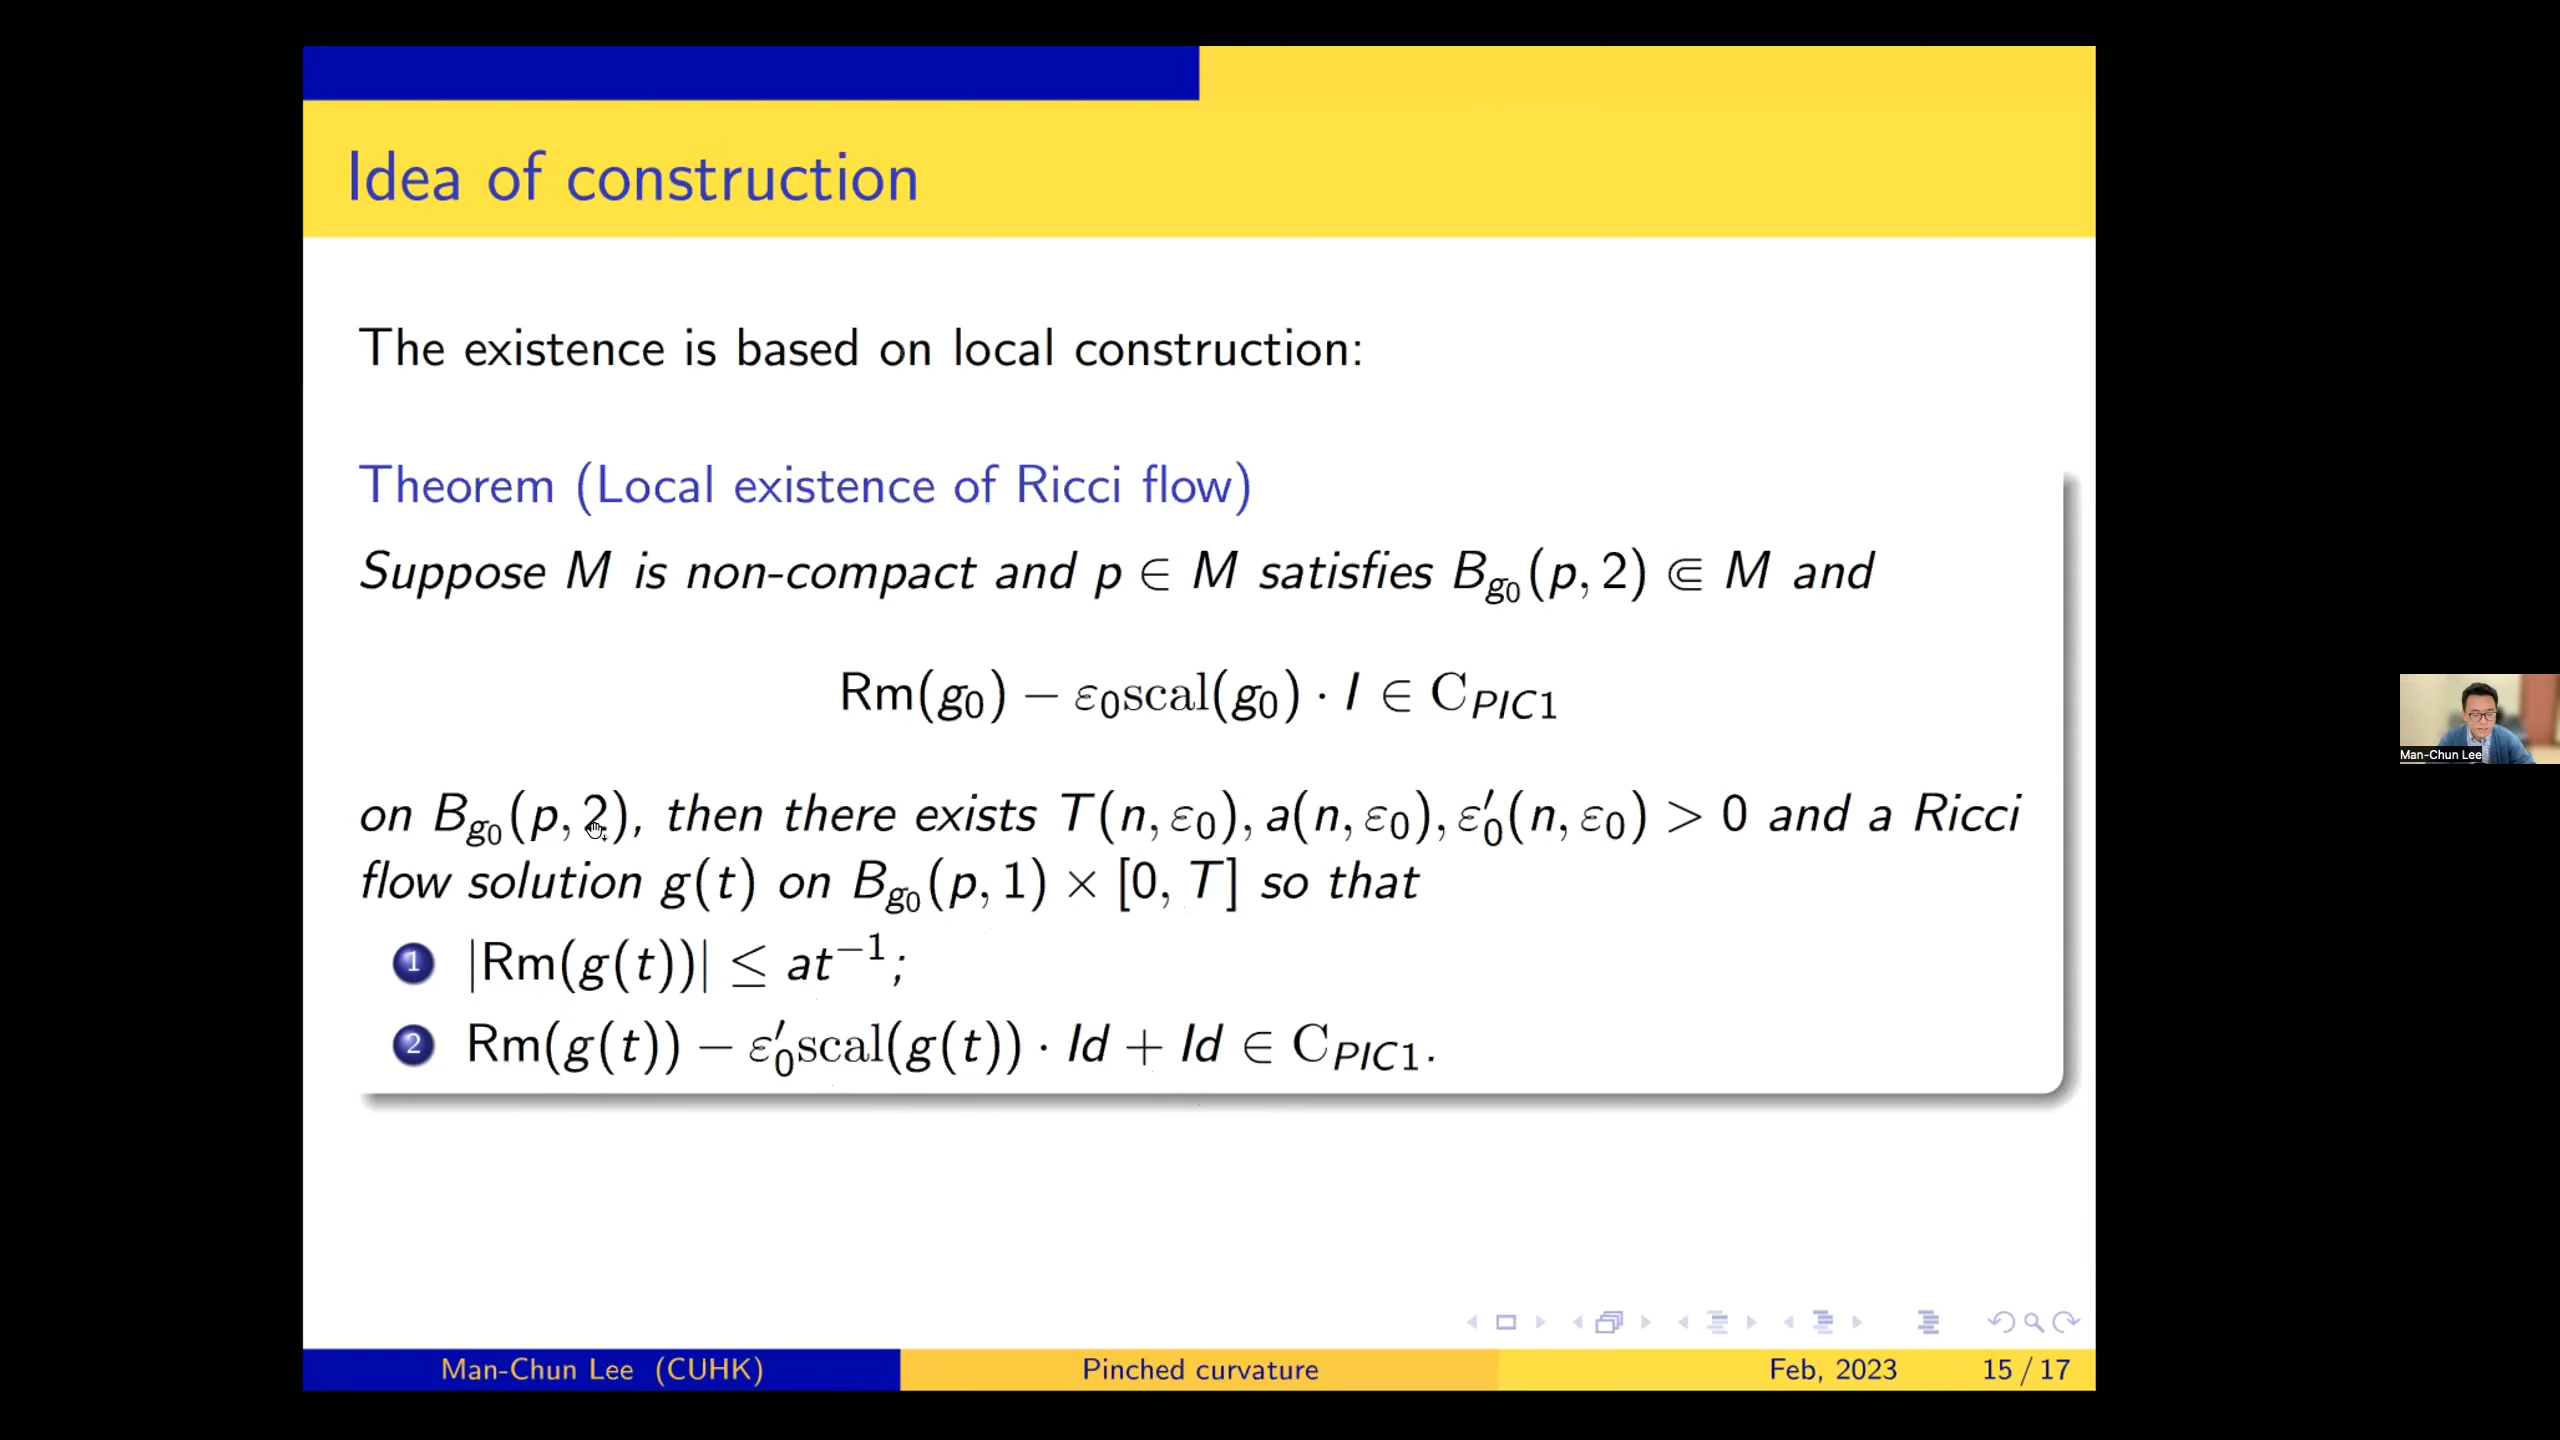 Idea of construction
The existence is based on local construction:
Theorem (Local existence of Ricci flow)
Suppose M is non-compact and p ∈ M satisfies B_{g_0}(p, 2) ⋐ M and
Rm(g_0) − ε_0scal(g_0) · I ∈ C_{PIC1}
on B_{g_0}(p, 2), then there exists T(n, ε_0), a(n, ε_0), ε'_0(n, ε_0) > 0 and a Ricci
flow solution g(t) on B_{g_0}(p, 1) × [0, T] so that
1 |Rm(g(t))| ≤ at^{−1};
2 Rm(g(t)) − ε'_0scal(g(t)) · Id + Id ∈ C_{PIC1}.
Man-Chun Lee (CUHK) Pinched curvature Feb, 2023 15 / 17
Man-Chun Lee